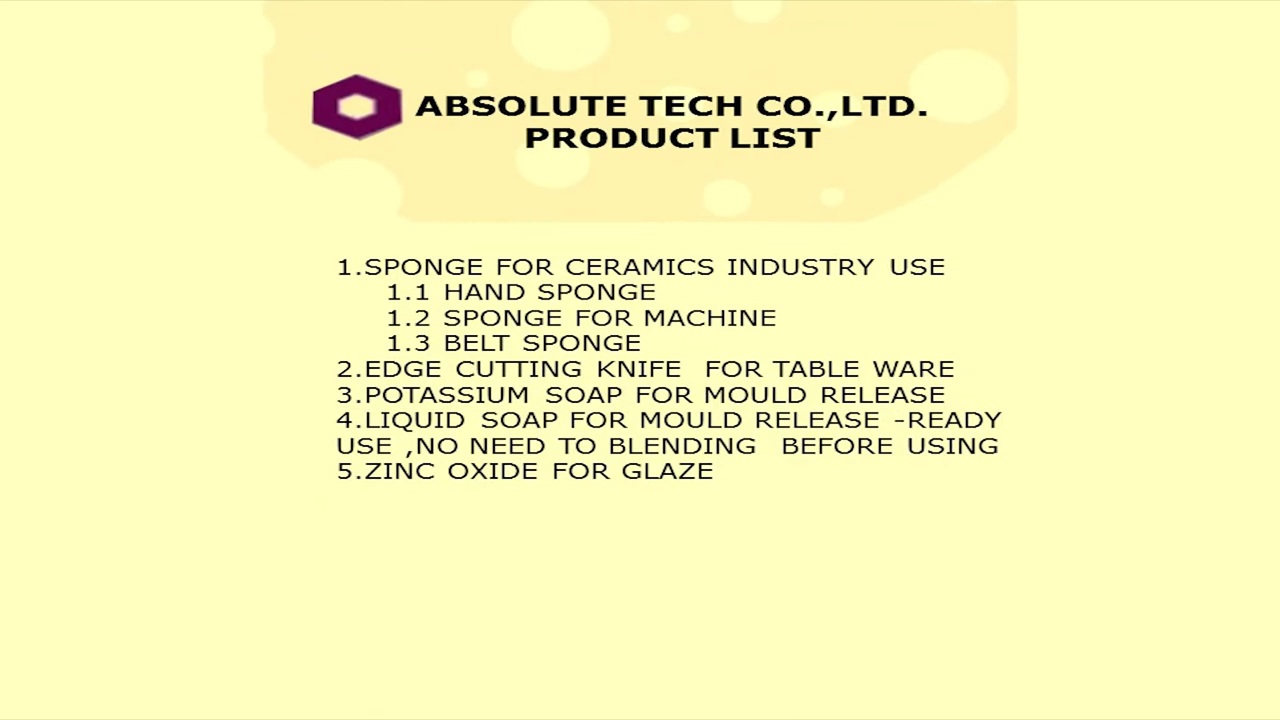 ABSOLUTE TECH CO.,LTD.
PRODUCT LIST
1.SPONGE FOR CERAMICS INDUSTRY USE
1.1 HAND SPONGE
1.2 SPONGE FOR MACHINE
1.3 BELT SPONGE
2.EDGE CUTTING KNIFE FOR TABLE WARE
3.POTASSIUM SOAP FOR MOULD RELEASE
4.LIQUID SOAP FOR MOULD RELEASE -READY
USE ,NO NEED TO BLENDING BEFORE USING
5.ZINC OXIDE FOR GLAZE